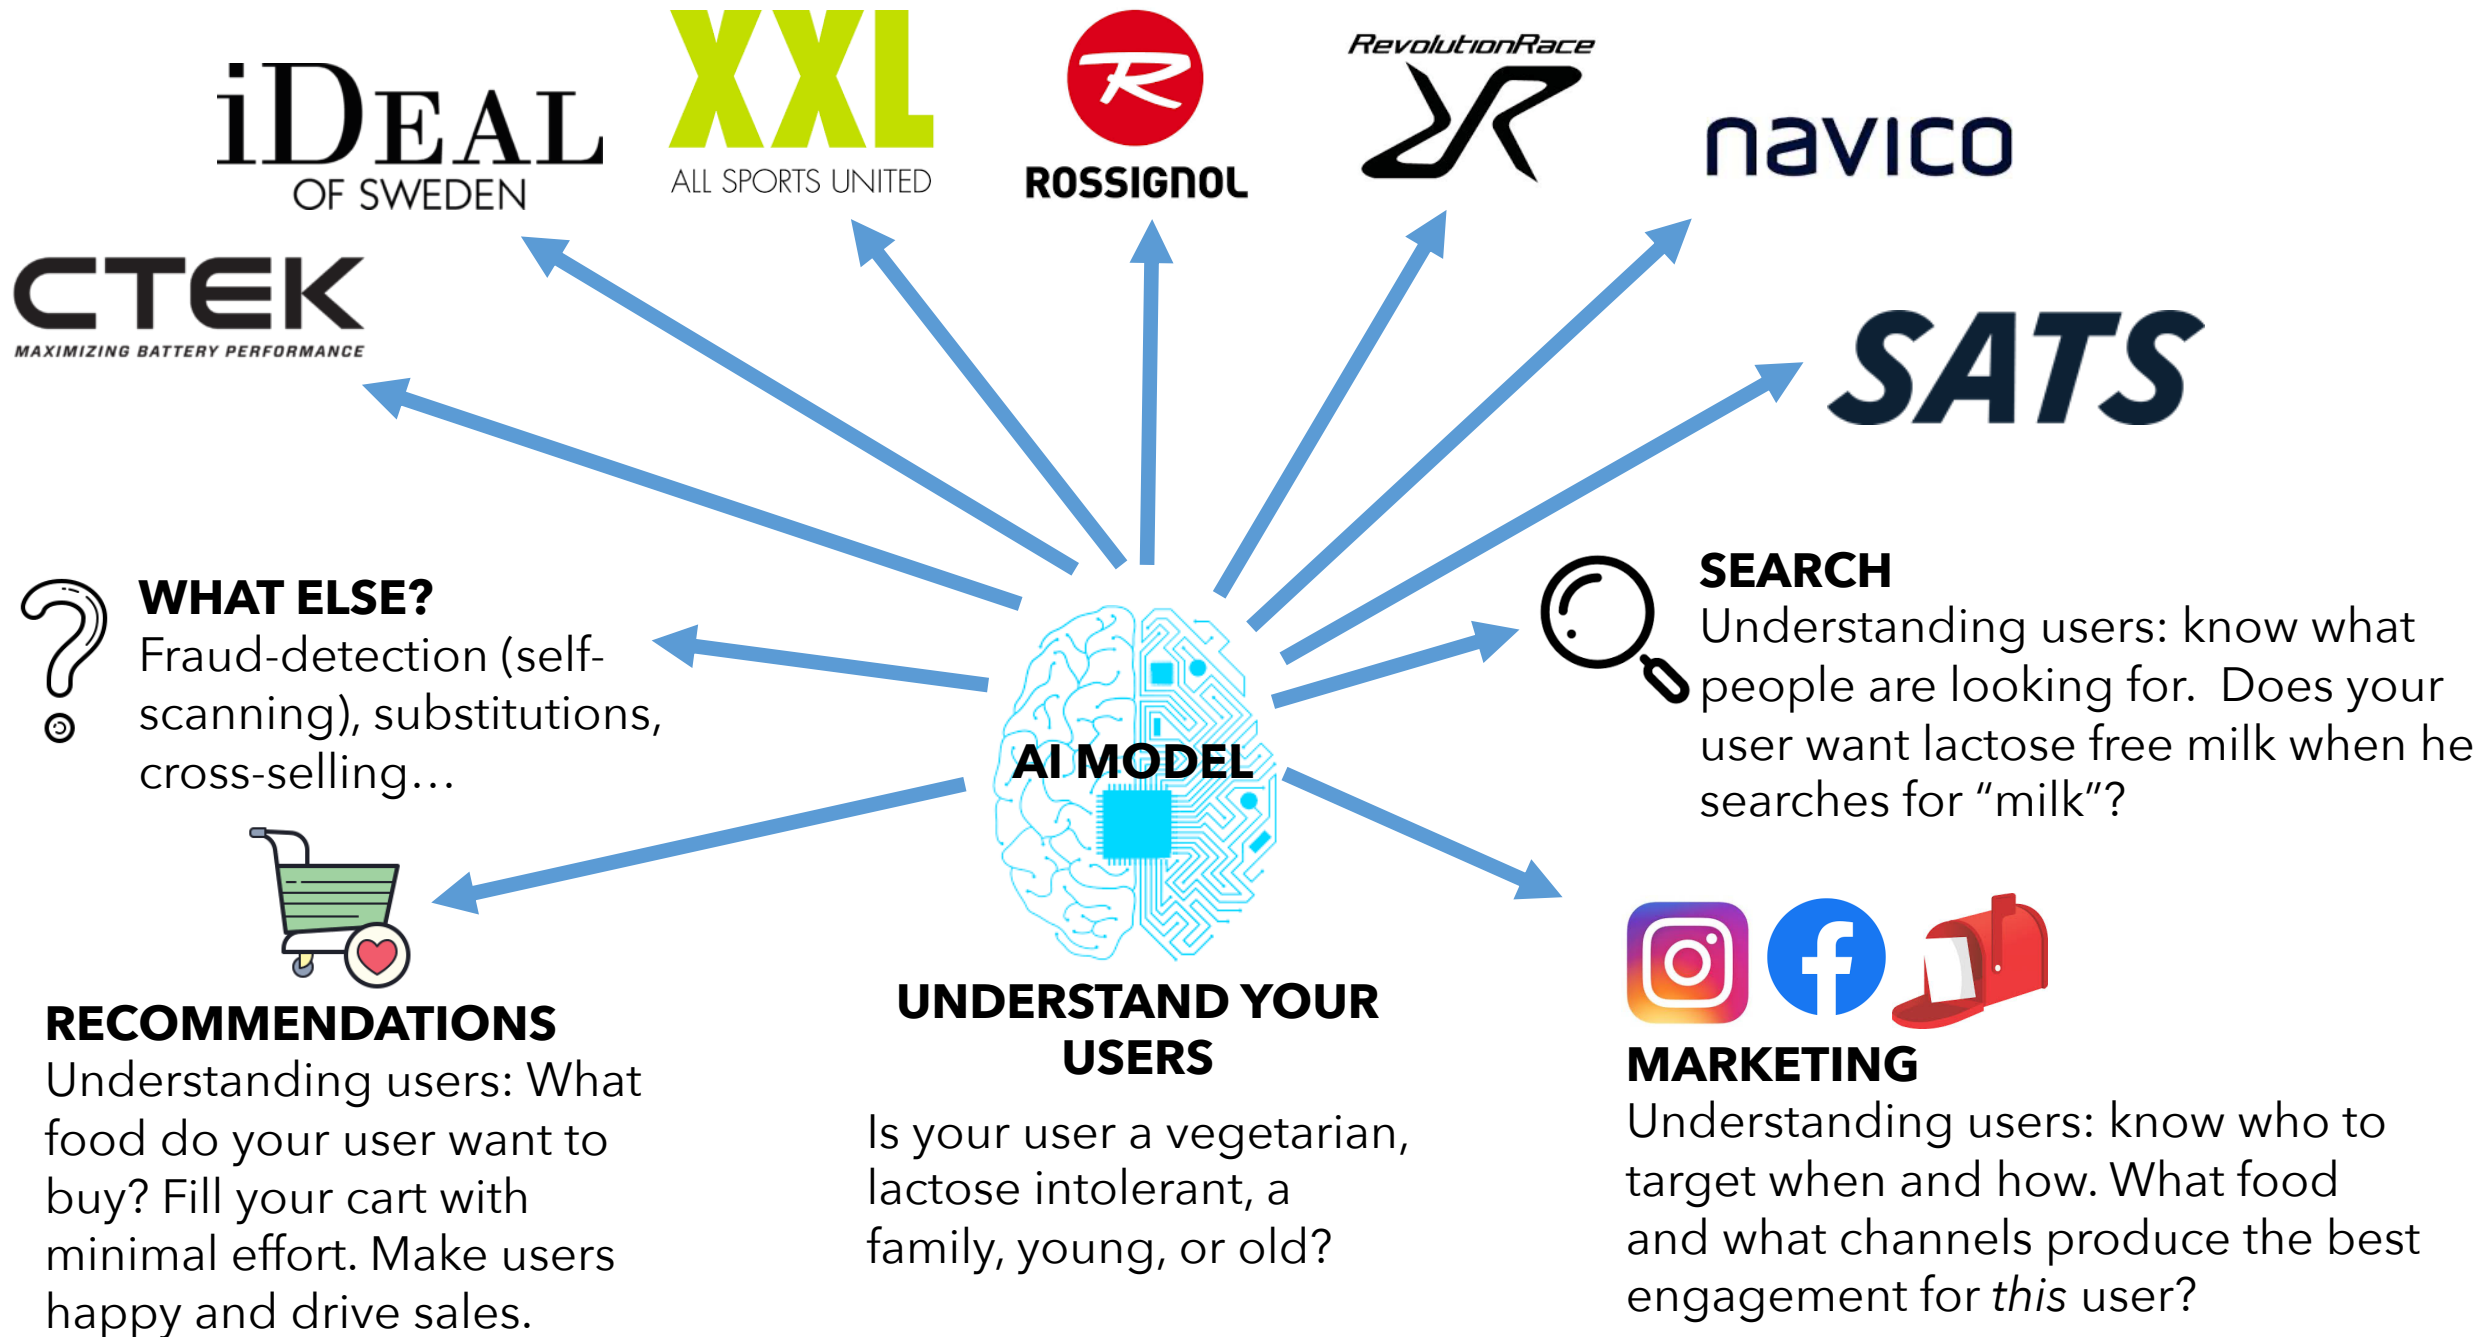 iDEAL
OF SWEDEN
XXL
ALL SPORTS UNITED
R
ROSSIGNOL
RevolutionRace
navico
CTEK
MAXIMIZING BATTERY PERFORMANCE
SATS
WHAT ELSE?
Fraud-detection (self-
scanning), substitutions,
cross-selling…
SEARCH
Understanding users: know what
people are looking for.  Does your
user want lactose free milk when he
searches for “milk”?
AI MODEL
RECOMMENDATIONS
Understanding users: What
food do your user want to
buy? Fill your cart with
minimal effort. Make users
happy and drive sales.
UNDERSTAND YOUR
USERS
Is your user a vegetarian,
lactose intolerant, a
family, young, or old?
MARKETING
Understanding users: know who to
target when and how. What food
and what channels produce the best
engagement for this user?